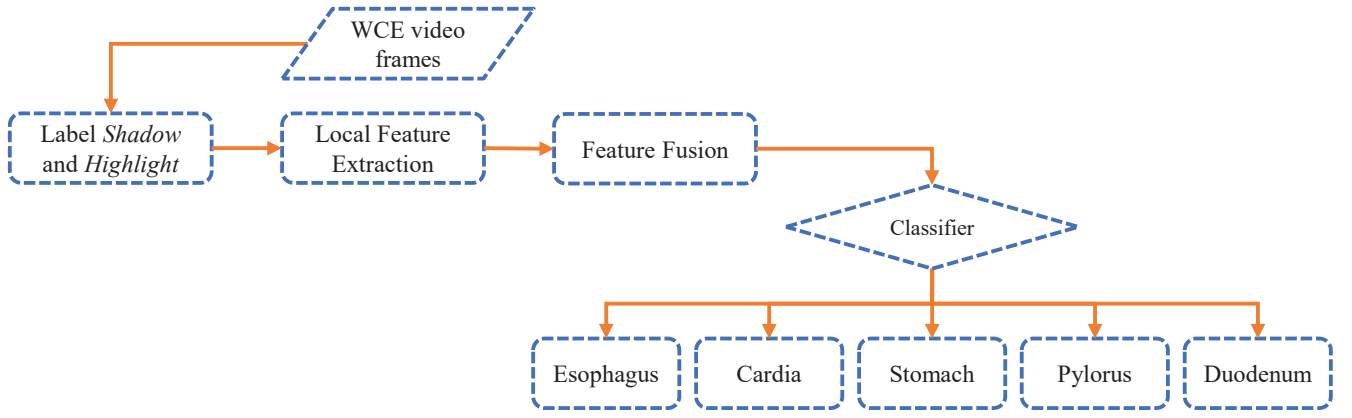 WCE video
frames
Label Shadow
and Highlight
Local Feature
Extraction
Feature Fusion
Classifier
Esophagus
Cardia
Stomach
Pylorus
Duodenum